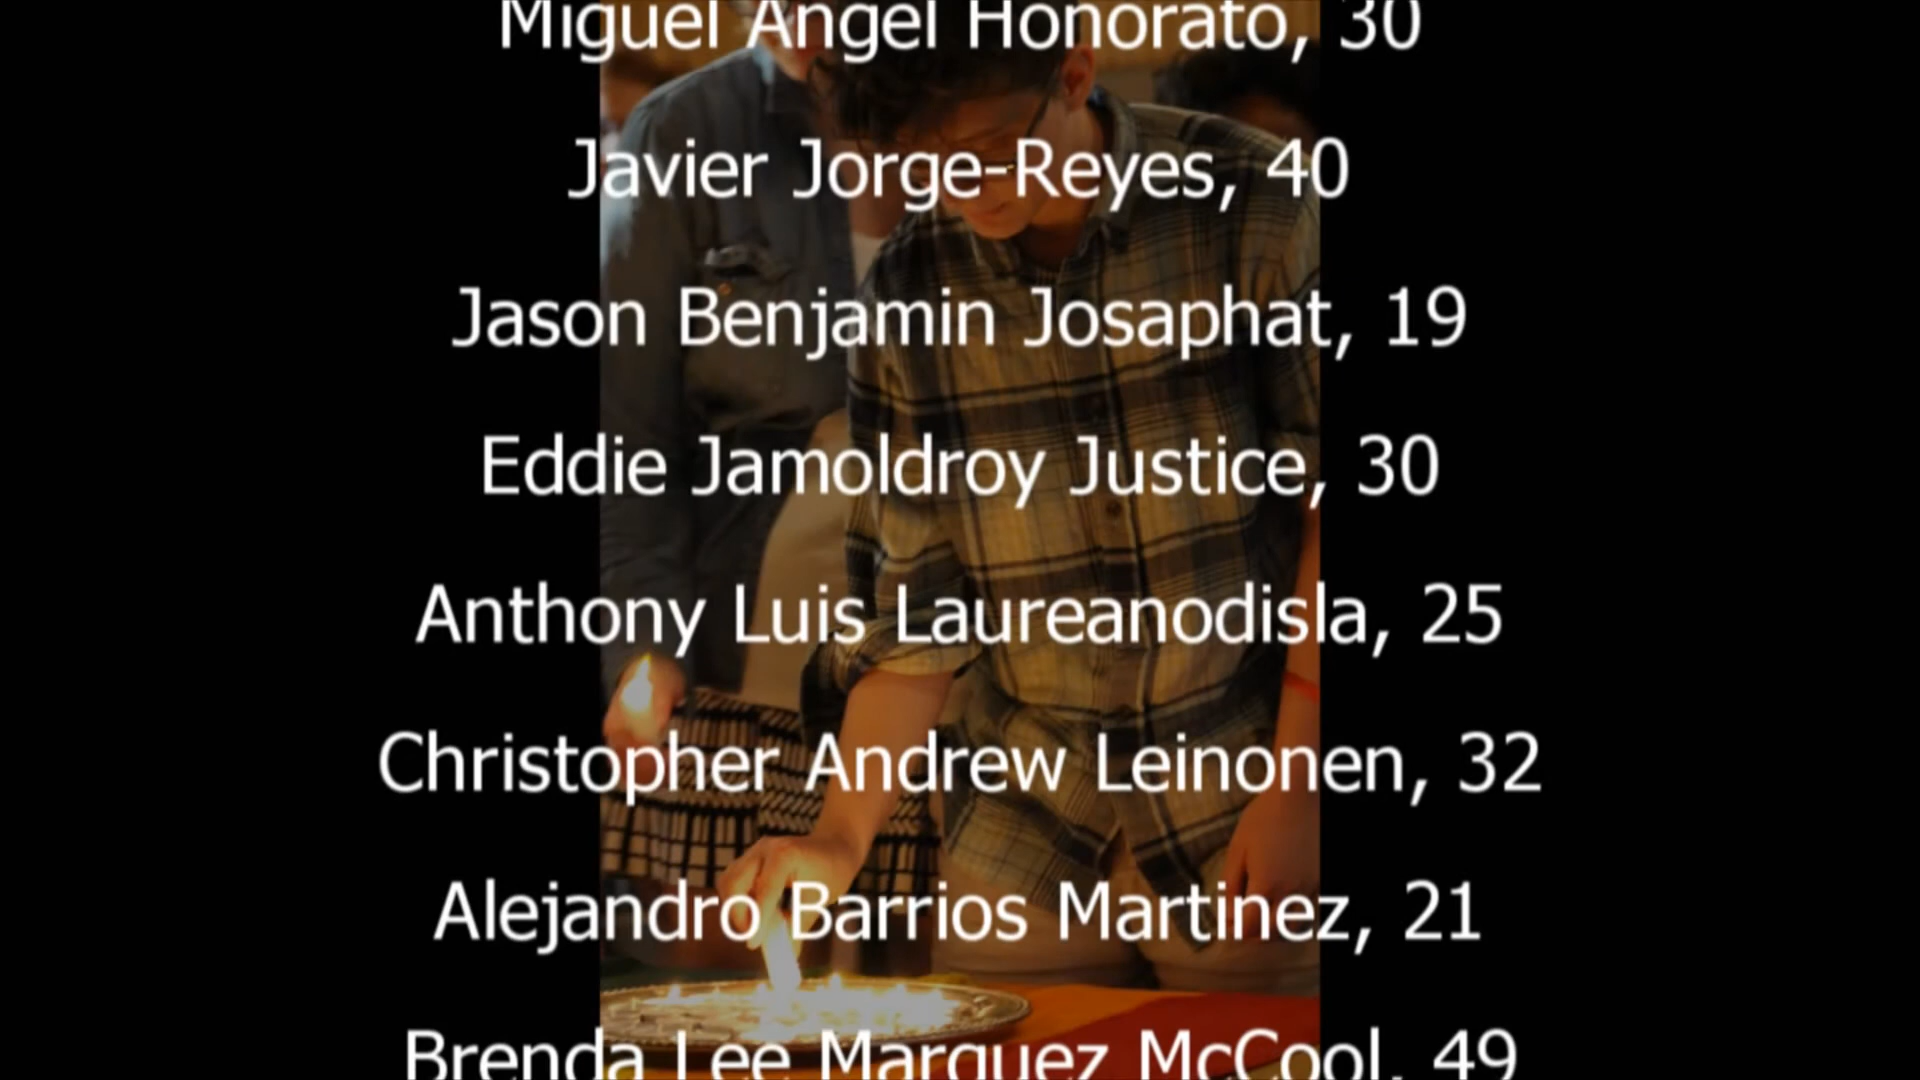 Miguel Angel Honorato, 30
Javier Jorge-Reyes, 40
Jason Benjamin Josaphat, 19
Eddie Jamoldroy Justice, 30
Anthony Luis Laureanodisla, 25
Christopher Andrew Leinonen, 32
Alejandro Barrios Martinez, 21
Brenda Lee Marquez McCool, 49